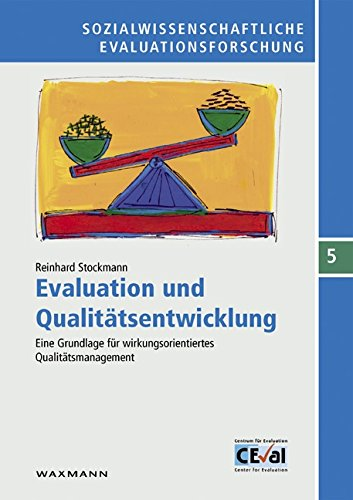 SOZIALWISSENSCHAFTLICHE
EVALUATIONSFORSCHUNG
5
Reinhard Stockmann
Evaluation und
Qualitätsentwicklung
Eine Grundlage für wirkungsorientiertes
Qualitätsmanagement
Centrum für Evaluation
CEval
Center for Evaluation
WAXMANN